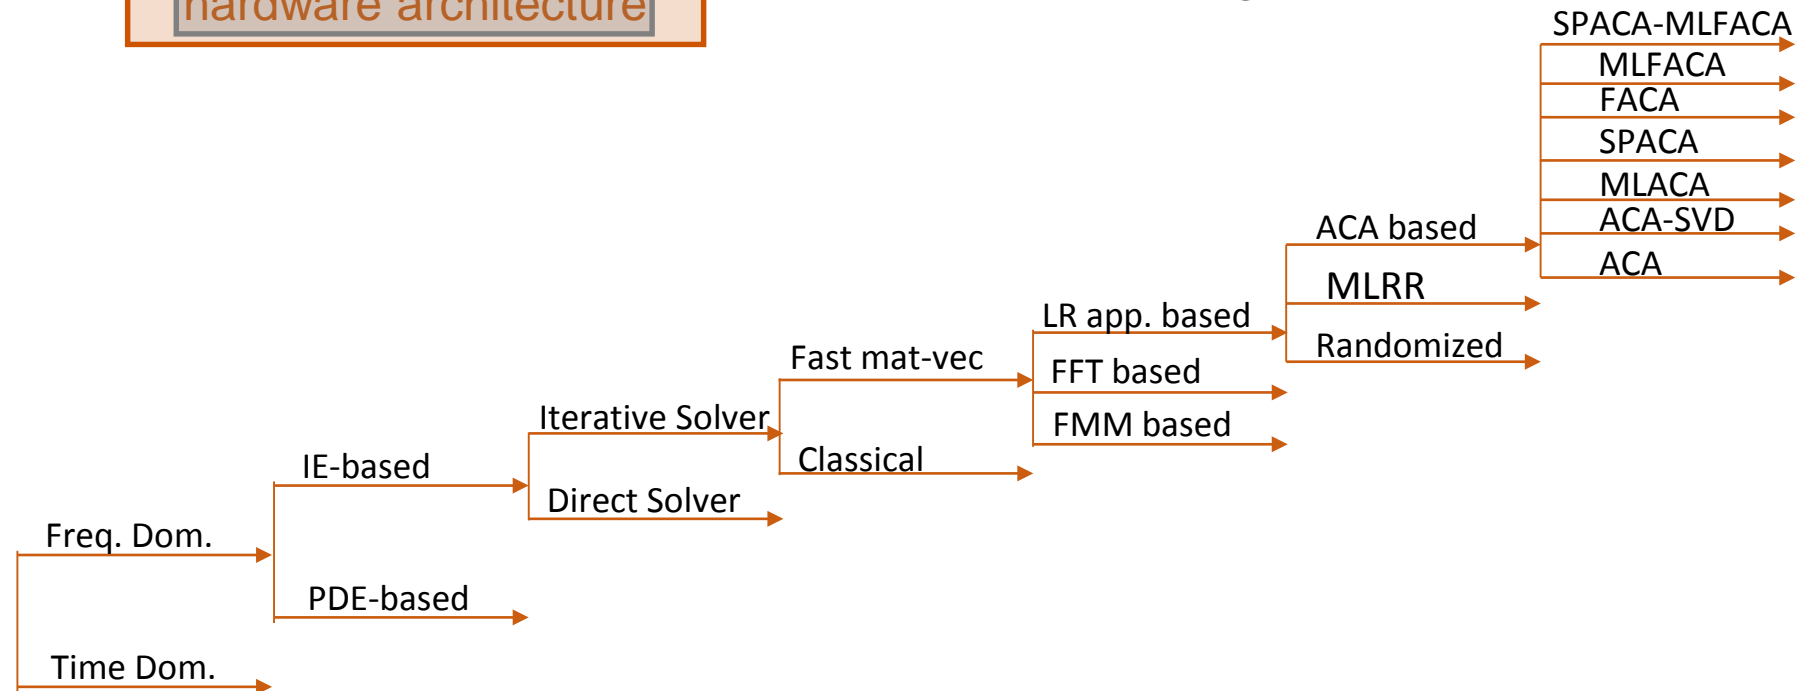 hardware architecture
SPACA-MLFACA
MLFACA
FACA
SPACA
MLACA
ACA-SVD
ACA
ACA based
MLRR
Randomized
LR app. based
FFT based
FMM based
Fast mat-vec
Classical
Iterative Solver
Direct Solver
IE-based
PDE-based
Freq. Dom.
Time Dom.